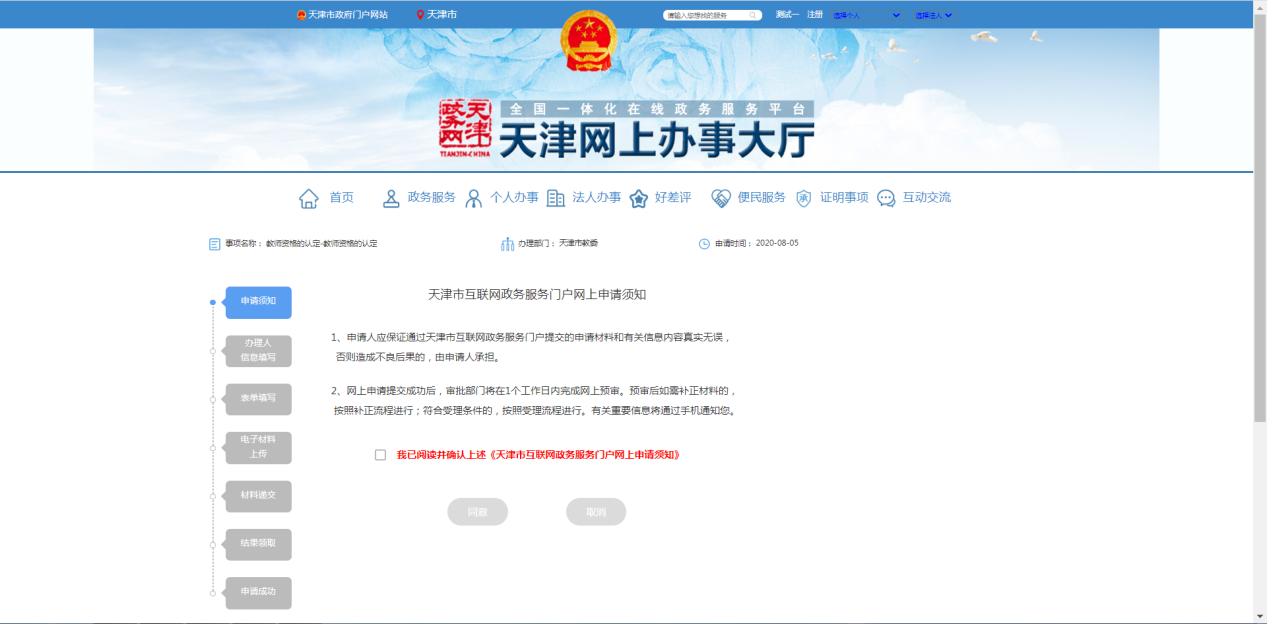 天津市政府门户网站 天津市 请输入您想找的服务 测试一 注册 选择个人 选择法人
天津政务网
TIANJIN·CHINA
全国一体化在线政务服务平台
天津网上办事大厅
首页 政务服务 个人办事 法人办事 好差评 便民服务 证明事项 互动交流
事项名称： 教师资格的认定-教师资格的认定 办理部门： 天津市教委 申请时间： 2020-08-05
申请须知
办理人
信息填写
表单填写
电子材料
上传
材料递交
结果领取
申请成功
天津市互联网政务服务门户网上申请须知
1、申请人应保证通过天津市互联网政务服务门户提交的申请材料和有关信息内容真实无误，
否则造成不良后果的，由申请人承担。
2、网上申请提交成功后，审批部门将在1个工作日内完成网上预审。预审后如需补正材料的，
按照补正流程进行；符合受理条件的，按照受理流程进行。有关重要信息将通过手机通知您。
我已阅读并确认上述《天津市互联网政务服务门户网上申请须知》
同意 取消